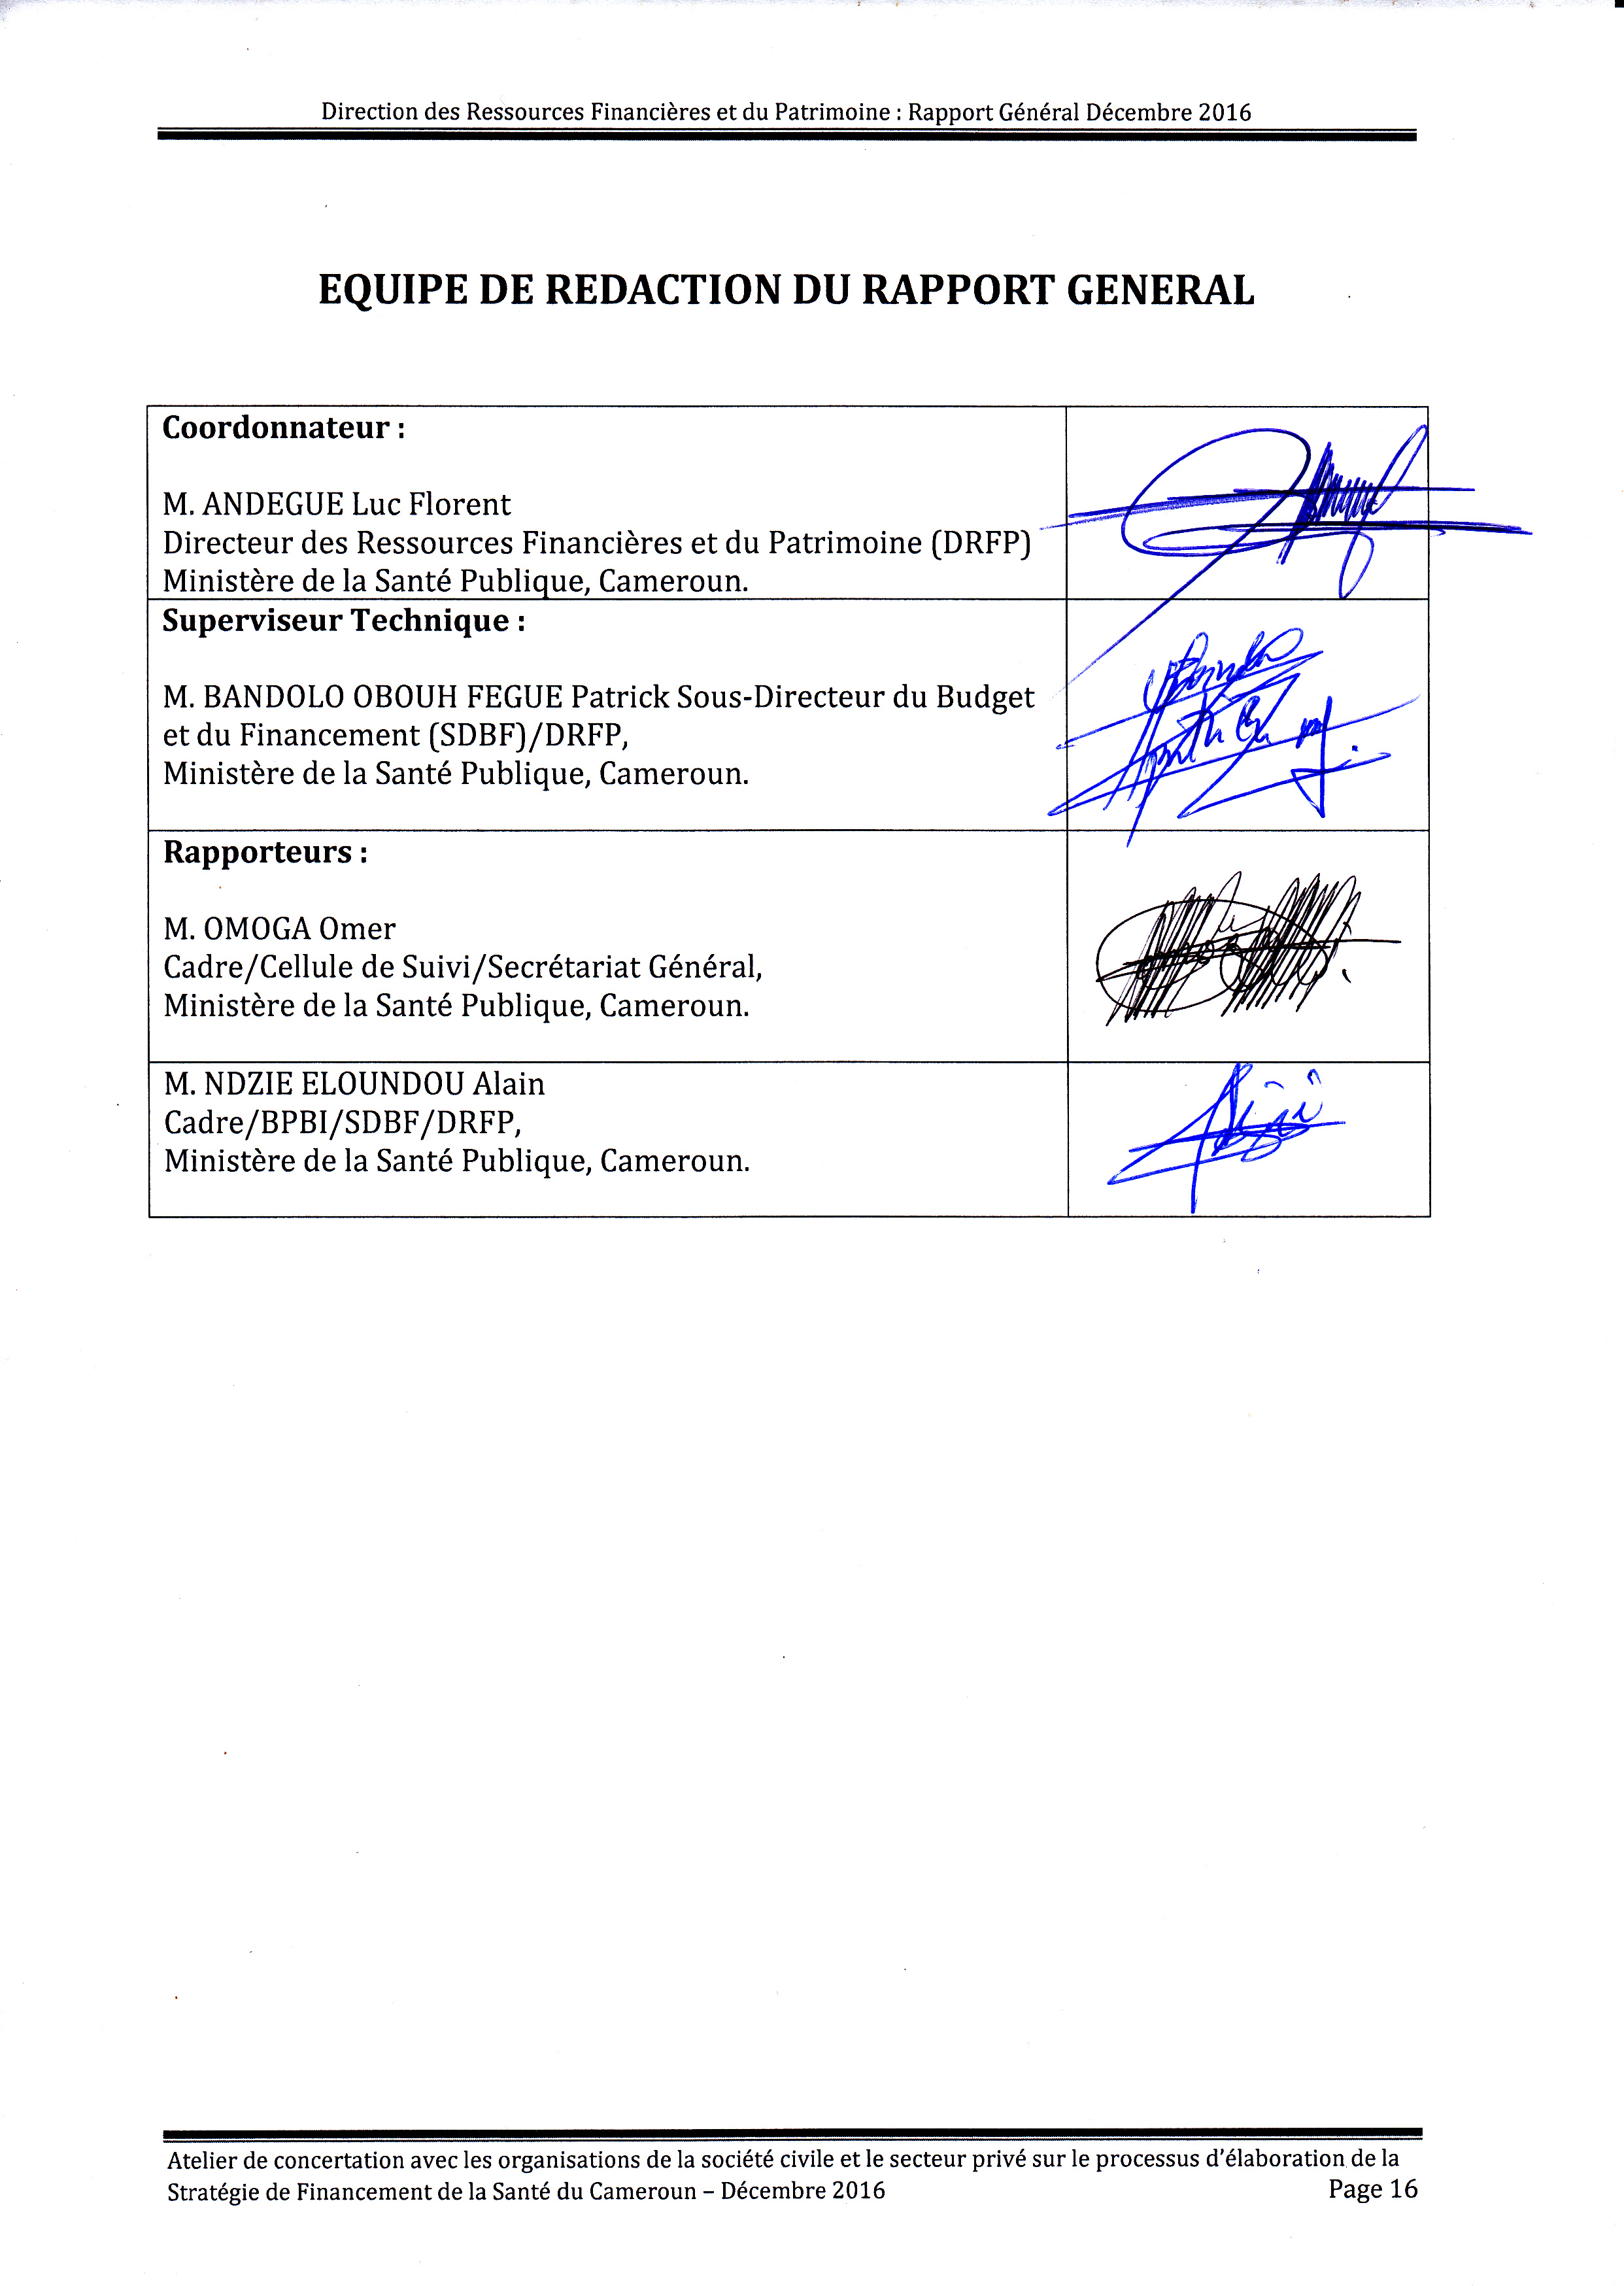 Direction des Ressources Financières et du Patrimoine : Rapport Général Décembre 2016
EQUIPE DE REDACTION DU RAPPORT GENERAL
Coordonnateur :
M. ANDEGUE Luc Florent
Directeur des Ressources Financières et du Patrimoine (DRFP)
Ministère de la Santé Publique, Cameroun.
Superviseur Technique :
M. BANDOLO OBOUH FEGUE Patrick Sous-Directeur du Budget
et du Financement (SDBF)/DRFP,
Ministère de la Santé Publique, Cameroun.
Rapporteurs :
M. OMOGA Omer
Cadre/Cellule de Suivi/Secrétariat Général,
Ministère de la Santé Publique, Cameroun.
M. NDZIE ELOUNDOU Alain
Cadre/BPBI/SDBF/DRFP,
Ministère de la Santé Publique, Cameroun.
Atelier de concertation avec les organisations de la société civile et le secteur privé sur le processus d'élaboration de la
Stratégie de Financement de la Santé du Cameroun – Décembre 2016 Page 16